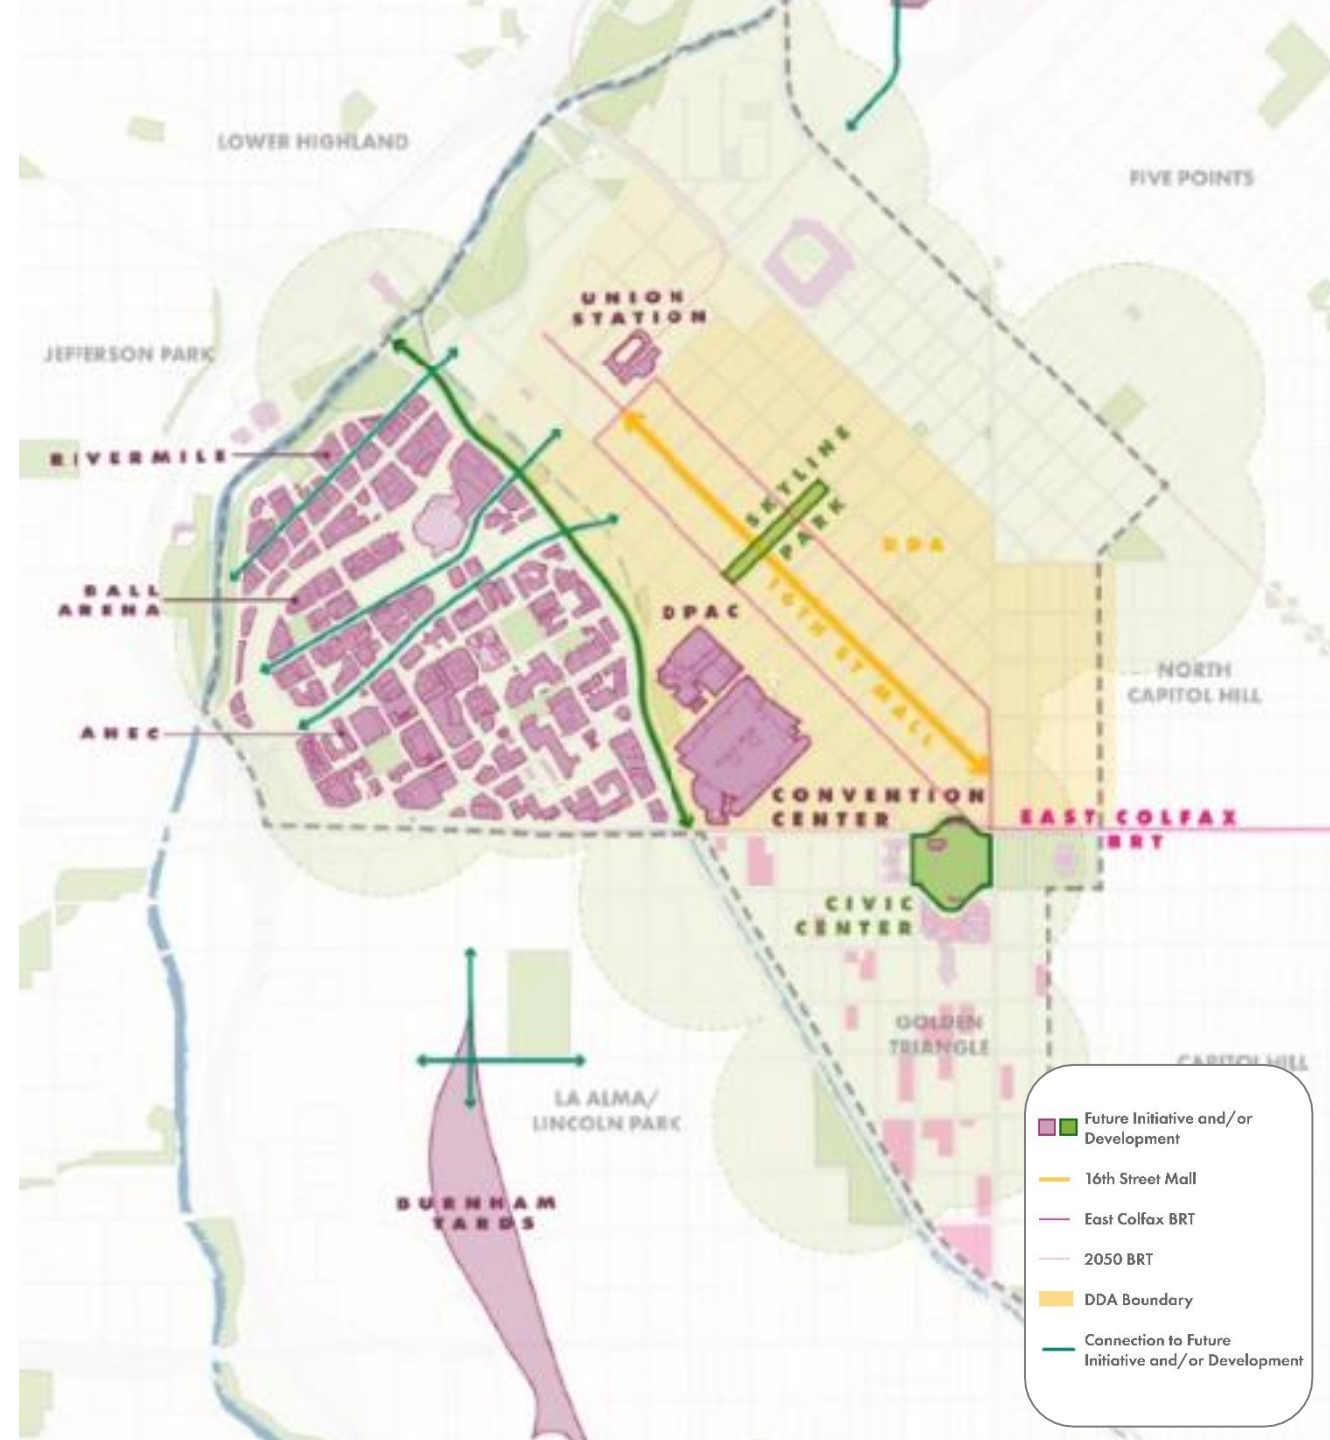 LOWER HIGHLAND
FIVE POINTS
UNION
STATION
JEFFERSON PARK
RIVERMILE
SKYLINE
PARK
DDA
BALL
ARENA
DPAC
16TH ST MALL
NORTH
CAPITOL HILL
AHEC
CONVENTION
CENTER
EAST COLFAX
BRT
CIVIC
CENTER
GOLDEN
TRIANGLE
CAPITOL HILL
LA ALMA/
LINCOLN PARK
BURNHAM
YARDS
Future Initiative and/or
Development
16th Street Mall
East Colfax BRT
2050 BRT
DDA Boundary
Connection to Future
Initiative and/or Development